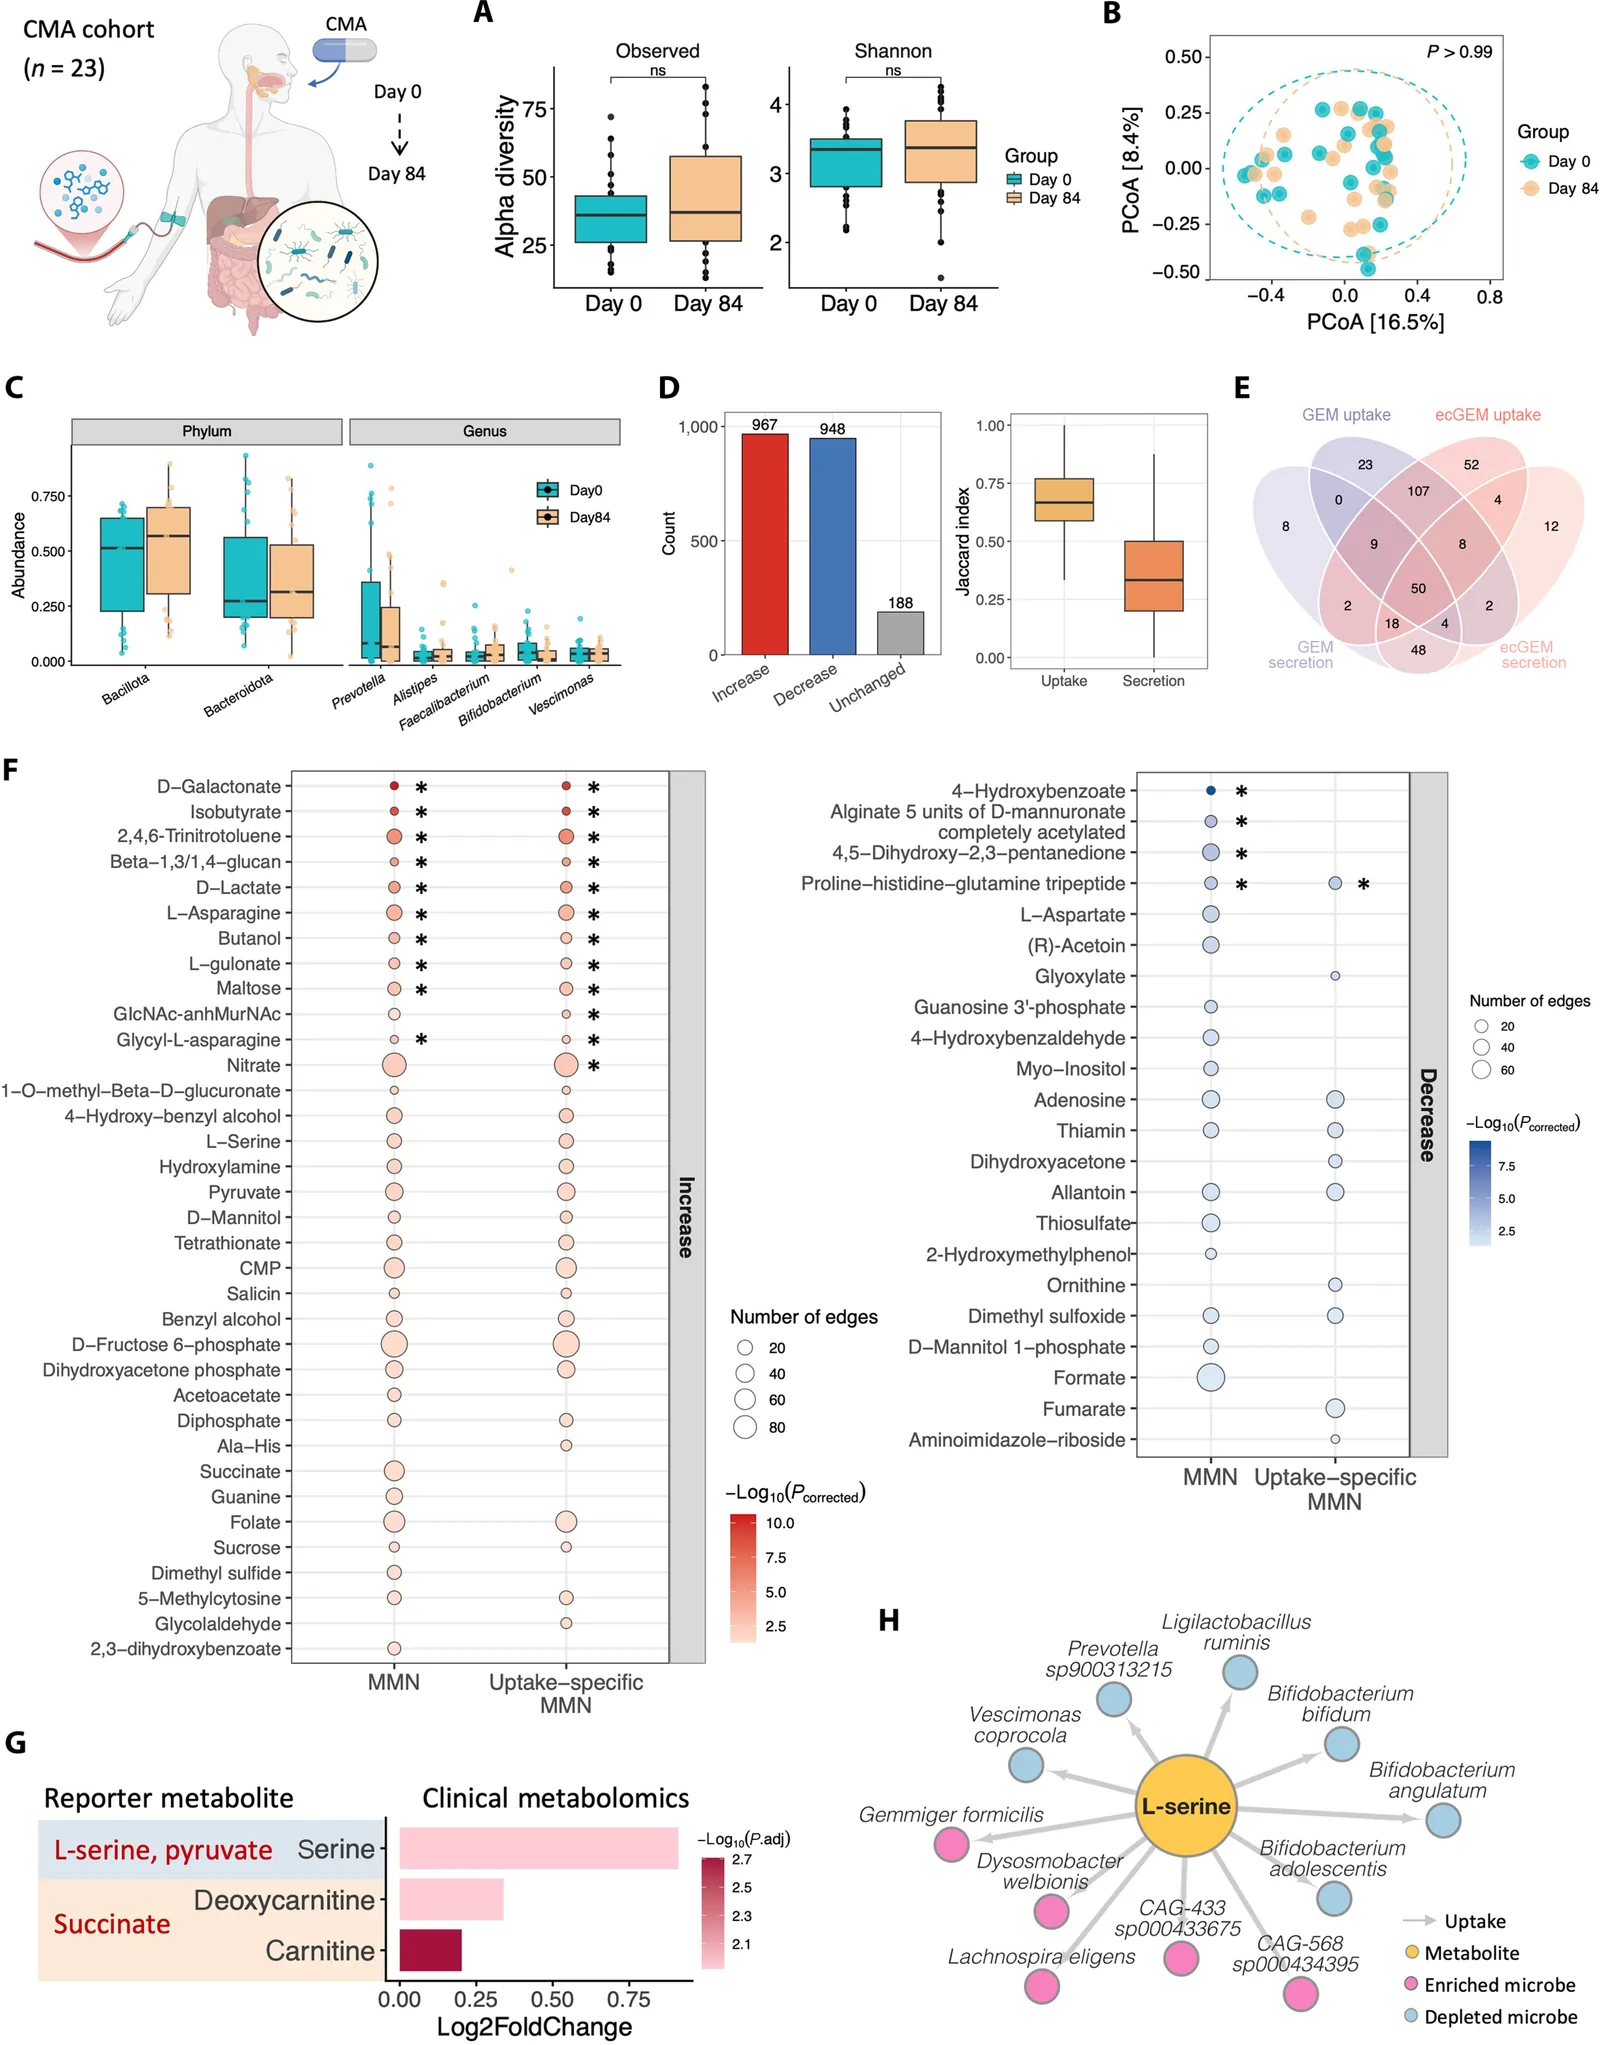 CMA cohort
(n = 23)
CMA
Day 0
Day 84
A
Observed
Shannon
ns
ns
Alpha diversity
75
50
25
4
3
2
Day 0
Day 84
Day 0
Day 84
Group
Day 0
Day 84
B
P > 0.99
0.50
0.25
0.00
−0.25
−0.50
−0.4
0.0
0.4
0.8
PCoA [8.4%]
PCoA [16.5%]
Group
Day 0
Day 84
C
Phylum
Genus
Abundance
0.750
0.500
0.250
0.000
Day0
Day84
Bacillota
Bacteroidota
Prevotella
Alistipes
Faecalibacterium
Bifidobacterium
Vescimonas
D
Count
1,000
500
0
967
948
188
Increase
Decrease
Unchanged
Jaccard index
1.00
0.75
0.50
0.25
0.00
Uptake
Secretion
E
GEM uptake
ecGEM uptake
23
52
0
107
4
8
12
9
8
50
2
2
18
4
48
GEM
secretion
ecGEM
secretion
F
D−Galactonate
*
*
Isobutyrate
*
*
2,4,6-Trinitrotoluene
*
*
Beta−1,3/1,4−glucan
*
*
D−Lactate
*
*
L−Asparagine
*
*
Butanol
*
*
L−gulonate
*
*
Maltose
*
*
GlcNAc-anhMurNAc
*
Glycyl-L-asparagine
*
*
Nitrate
*
1−O−methyl−Beta−D−glucuronate
4−Hydroxy−benzyl alcohol
L−Serine
Hydroxylamine
Pyruvate
D−Mannitol
Tetrathionate
CMP
Salicin
Benzyl alcohol
D−Fructose 6−phosphate
Dihydroxyacetone phosphate
Acetoacetate
Diphosphate
Ala−His
Succinate
Guanine
Folate
Sucrose
Dimethyl sulfide
5−Methylcytosine
Glycolaldehyde
2,3−dihydroxybenzoate
MMN
Uptake−specific
MMN
Increase
Number of edges
20
40
60
80
−Log10(Pcorrected)
10.0
7.5
5.0
2.5
4−Hydroxybenzoate
*
Alginate 5 units of D−mannuronate
completely acetylated
*
4,5−Dihydroxy−2,3−pentanedione
*
Proline−histidine−glutamine tripeptide
*
*
L−Aspartate
(R)-Acetoin
Glyoxylate
Guanosine 3'-phosphate
4−Hydroxybenzaldehyde
Myo−Inositol
Adenosine
Thiamin
Dihydroxyacetone
Allantoin
Thiosulfate
2-Hydroxymethylphenol
Ornithine
Dimethyl sulfoxide
D−Mannitol 1−phosphate
Formate
Fumarate
Aminoimidazole−riboside
MMN
Uptake−specific
MMN
Decrease
Number of edges
20
40
60
−Log10(Pcorrected)
7.5
5.0
2.5
G
Reporter metabolite
Clinical metabolomics
L-serine, pyruvate
Serine
Succinate
Deoxycarnitine
Carnitine
0.00
0.25
0.50
0.75
Log2FoldChange
−Log10(P.adj)
2.7
2.5
2.3
2.1
H
Ligilactobacillus
ruminis
Prevotella
sp900313215
Bifidobacterium
bifidum
Vescimonas
coprocola
Bifidobacterium
angulatum
L-serine
Gemmiger formicilis
Dysosmobacter
welbionis
Bifidobacterium
adolescentis
CAG-433
sp000433675
Lachnospira eligens
CAG-568
sp000434395
Uptake
Metabolite
Enriched microbe
Depleted microbe